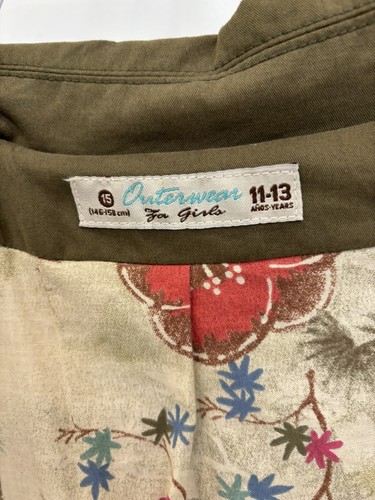 15 Outerwear 11-13
(146-158 cm) For Girls AÑOS-YEARS